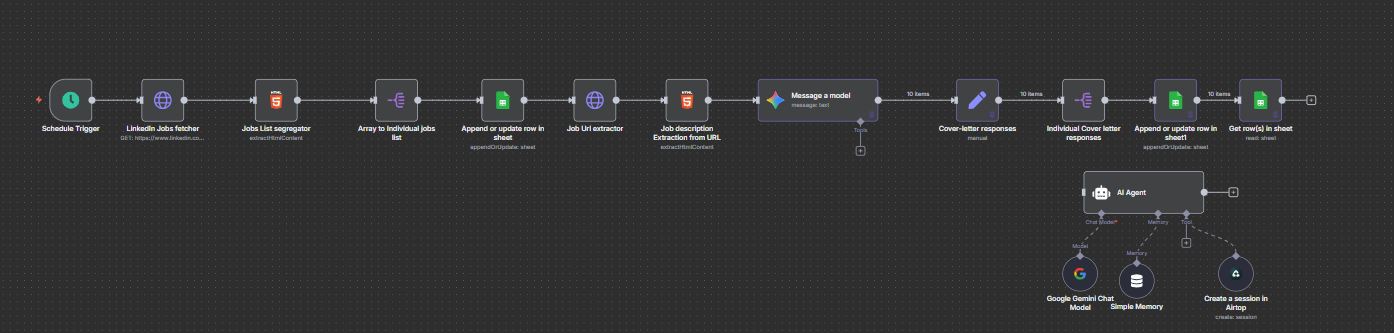 10 items
10 items
10 items
Message a model
message: text
Tools
Schedule Trigger
LinkedIn Jobs fetcher
GET: https://www.linkedin.co...
Jobs List segregator
extractHtmlContent
Array to Individual jobs
list
Append or update row in
sheet
appendOrUpdate: sheet
Job Url extractor
Job description
Extraction from URL
extractHtmlContent
Cover-letter responses
manual
Individual Cover letter
responses
Append or update row in
sheet1
appendOrUpdate: sheet
Get row(s) in sheet
read: sheet
AI Agent
Chat Model*
Memory
Tool
Model
Memory
Google Gemini Chat
Model
Simple Memory
Create a session in
Airtop
create: session